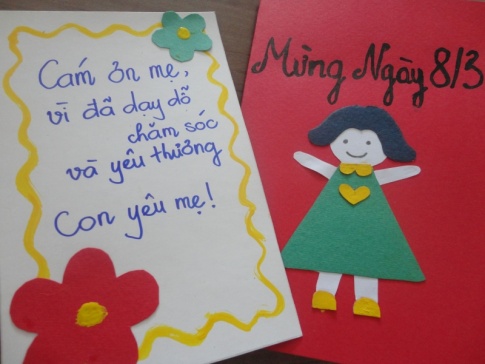 Cám ơn mẹ,
vì đã dạy dỗ
chăm sóc
và yêu thương
Con yêu mẹ!
Mừng Ngày 8/3